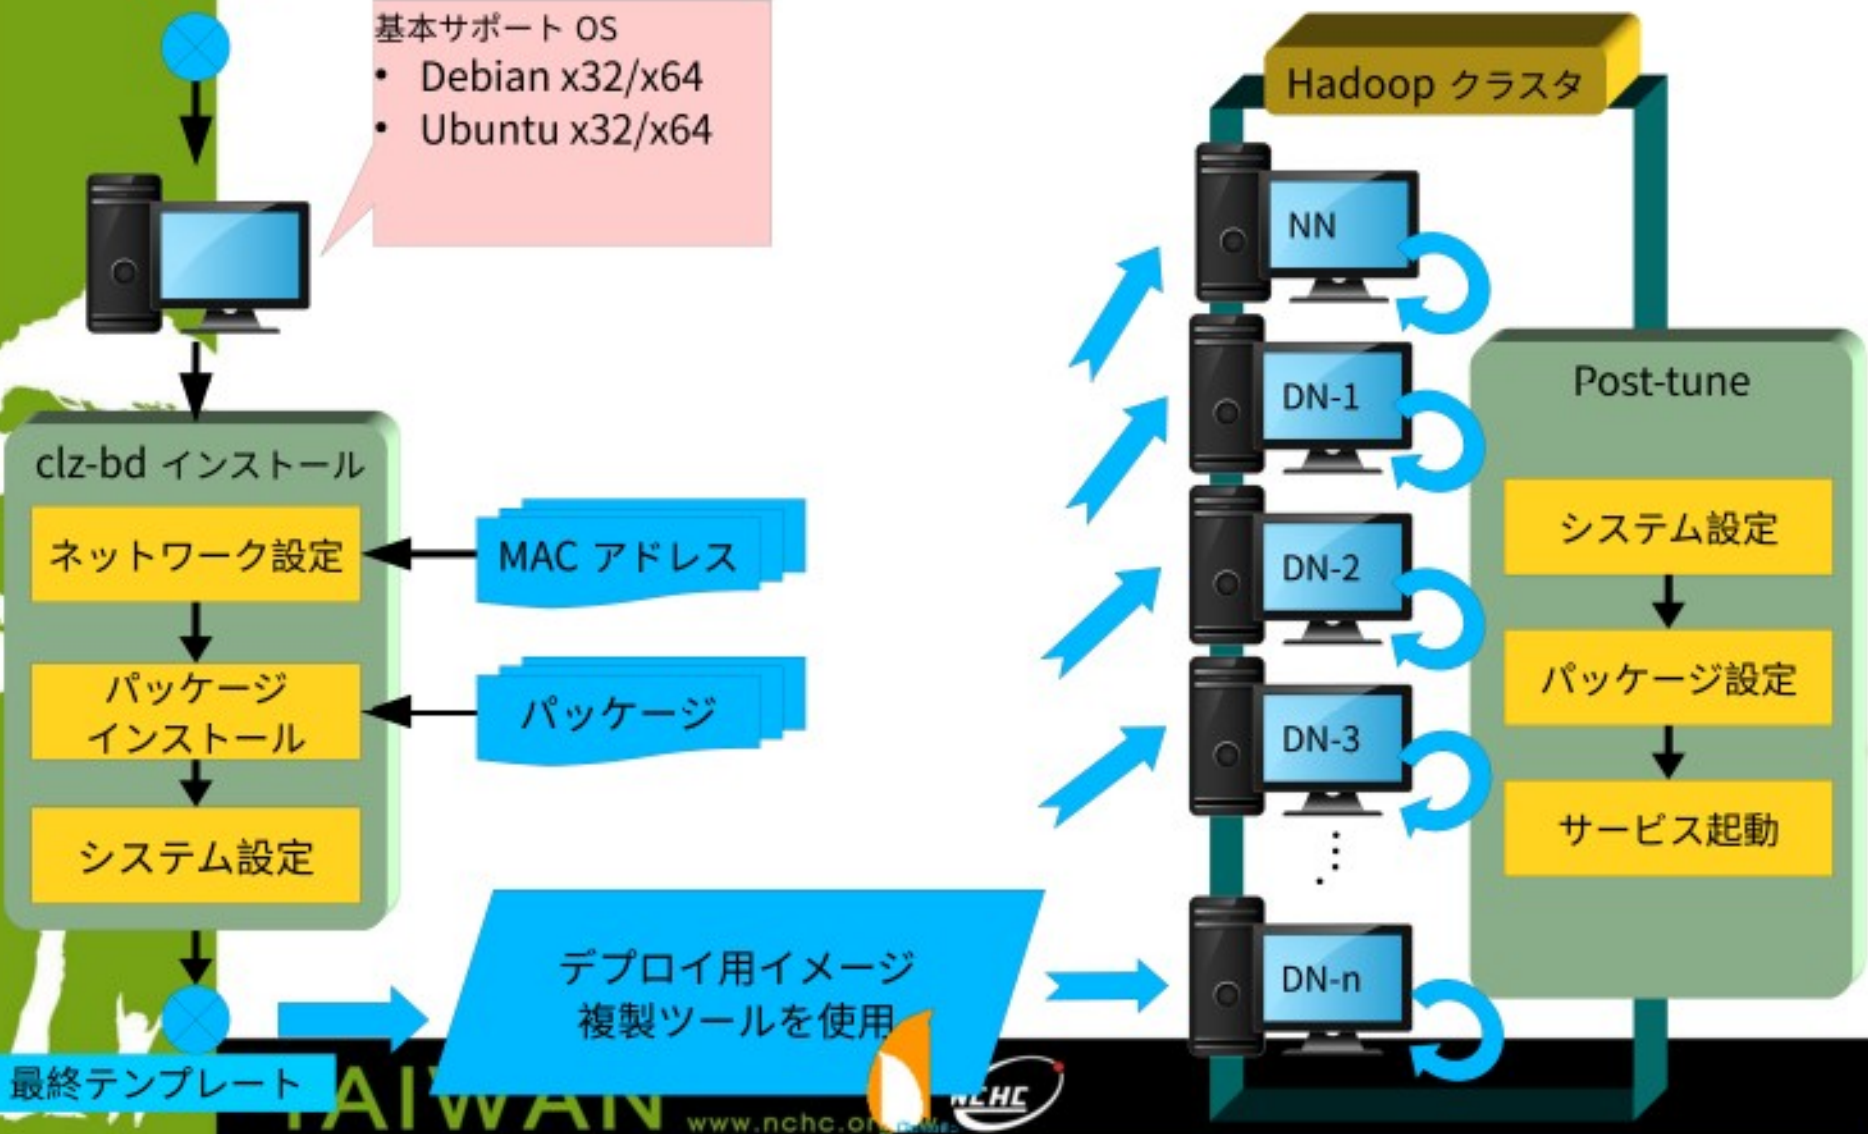 基本サポート OS
• Debian x32/x64
• Ubuntu x32/x64
clz-bd インストール
ネットワーク設定
MAC アドレス
パッケージ
インストール
パッケージ
システム設定
最終テンプレート
デプロイ用イメージ
複製ツールを使用
Hadoop クラスタ
NN
DN-1
DN-2
DN-3
DN-n
Post-tune
システム設定
パッケージ設定
サービス起動
TAIWAN
www.nchc.or
NCHC